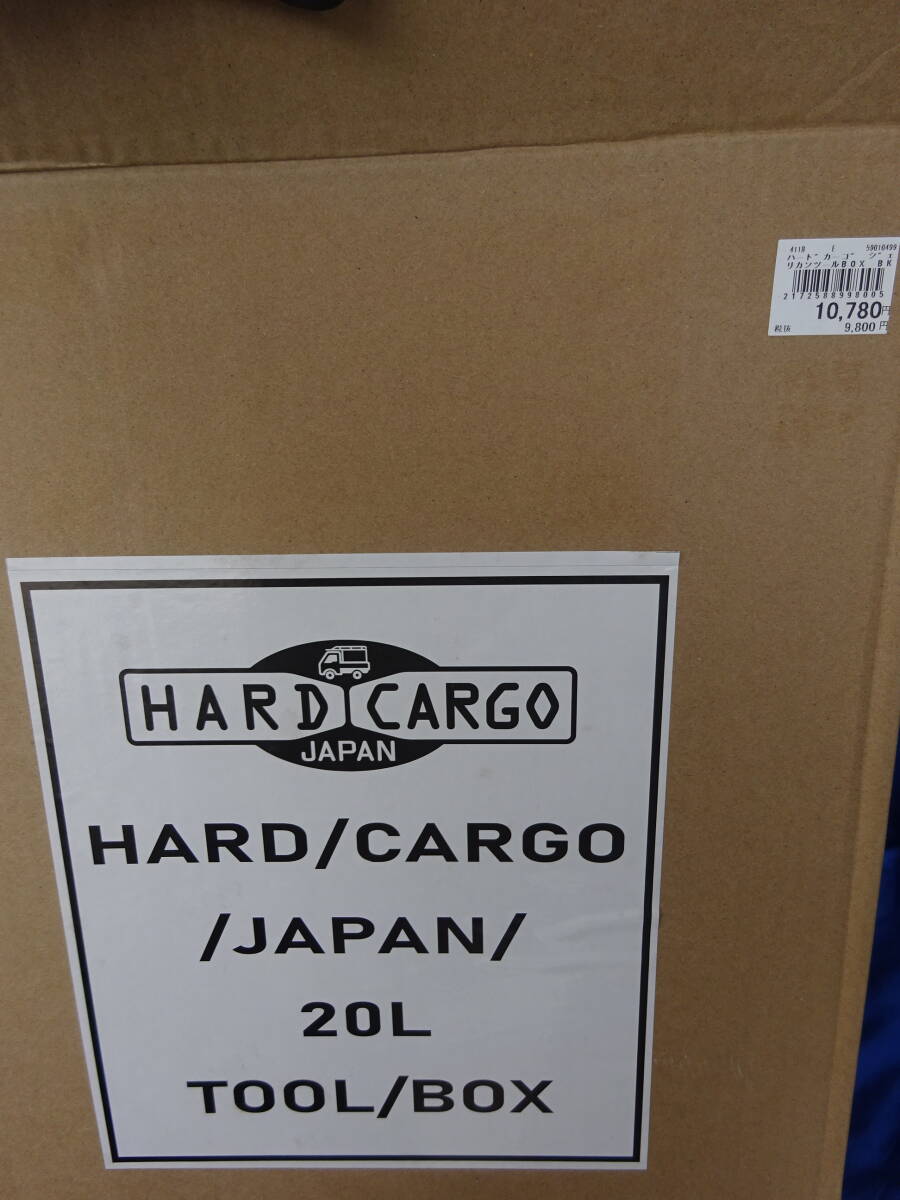 411B E 59016499
ハードカーゴ ジェ
リカンツールBOX BK
2172588998005
10,780円
税抜 9,800円
HARD CARGO
JAPAN
HARD/CARGO
/JAPAN/
20L
TOOL/BOX